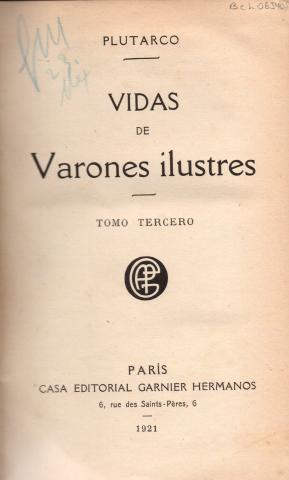 PLUTARCO
VIDAS
DE
Varones ilustres
TOMO TERCERO
PARÍS
CASA EDITORIAL GARNIER HERMANOS
6, rue des Saints-Pères, 6
1921